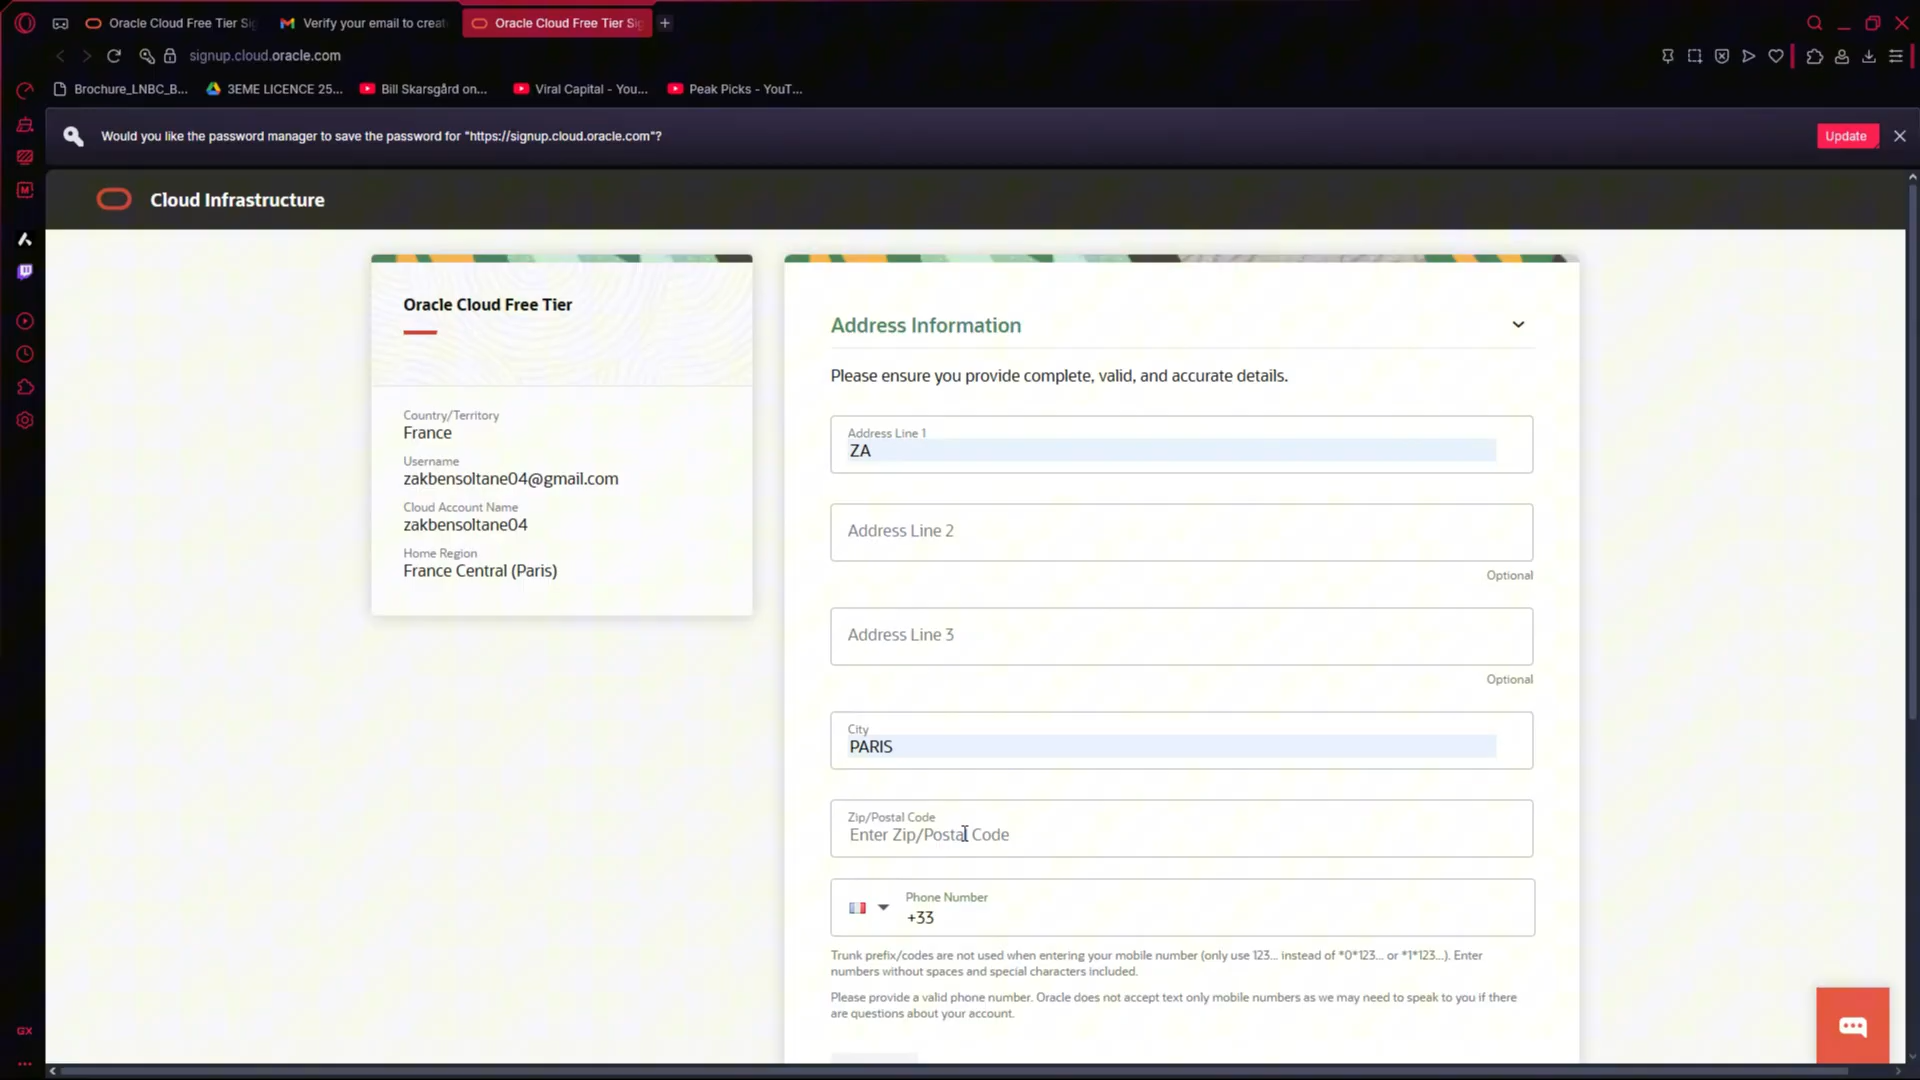 Oracle Cloud Free Tier Si
Verify your email to creat
Oracle Cloud Free Tier Sig
signup.cloud.oracle.com
Brochure_LNBC_B...
3EME LICENCE 25...
Bill Skarsgård on...
Viral Capital - You...
Peak Picks - YouT...
Would you like the password manager to save the password for "https://signup.cloud.oracle.com"?
Update
Cloud Infrastructure
Oracle Cloud Free Tier
Country/Territory
France
Username
zakbensoltane04@gmail.com
Cloud Account Name
zakbensoltane04
Home Region
France Central (Paris)
Address Information
Please ensure you provide complete, valid, and accurate details.
Address Line 1
ZA
Address Line 2
Optional
Address Line 3
Optional
City
PARIS
Zip/Postal Code
Enter Zip/Postal Code
Phone Number
+33
Trunk prefix/codes are not used when entering your mobile number (only use 123... instead of *0*123... or *1*123...). Enter
numbers without spaces and special characters included.
Please provide a valid phone number. Oracle does not accept text only mobile numbers as we may need to speak to you if there
are questions about your account.
GX